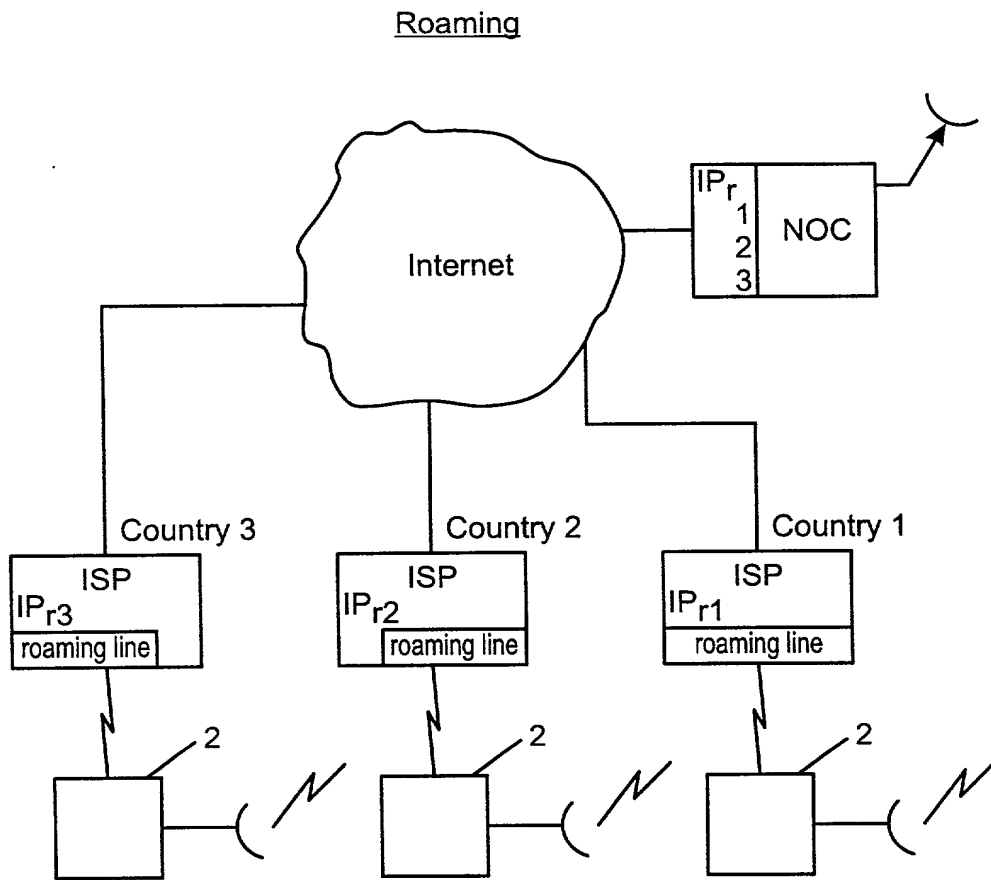 Roaming
Internet
IPr
1
2
3
NOC
Country 3
ISP
IPr3
roaming line
Country 2
ISP
IPr2
roaming line
Country 1
ISP
IPr1
roaming line
2
2
2